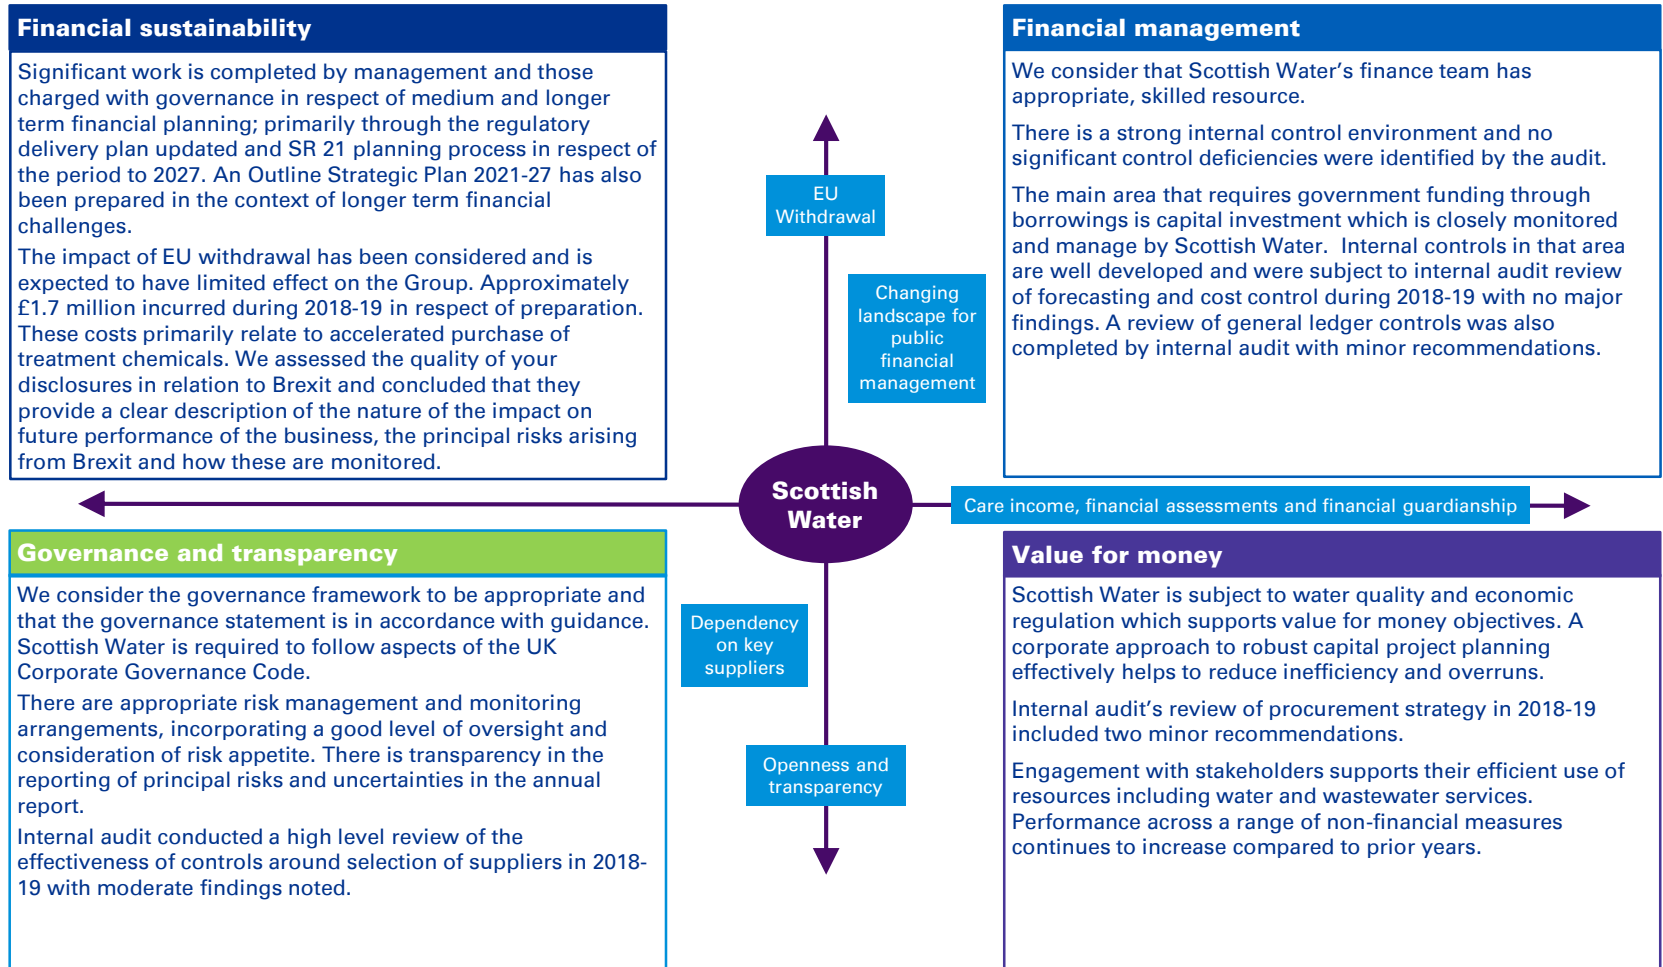 Financial sustainability
Significant work is completed by management and those
charged with governance in respect of medium and longer
term financial planning; primarily through the regulatory
delivery plan updated and SR 21 planning process in respect of
the period to 2027. An Outline Strategic Plan 2021-27 has also
been prepared in the context of longer term financial
challenges.
The impact of EU withdrawal has been considered and is
expected to have limited effect on the Group. Approximately
£1.7 million incurred during 2018-19 in respect of preparation.
These costs primarily relate to accelerated purchase of
treatment chemicals. We assessed the quality of your
disclosures in relation to Brexit and concluded that they
provide a clear description of the nature of the impact on
future performance of the business, the principal risks arising
from Brexit and how these are monitored.
EU
Withdrawal
Changing
landscape for
public
financial
management
Financial management
We consider that Scottish Water’s finance team has
appropriate, skilled resource.
There is a strong internal control environment and no
significant control deficiencies were identified by the audit.
The main area that requires government funding through
borrowings is capital investment which is closely monitored
and manage by Scottish Water.  Internal controls in that area
are well developed and were subject to internal audit review
of forecasting and cost control during 2018-19 with no major
findings. A review of general ledger controls was also
completed by internal audit with minor recommendations.
Scottish
Water
Care income, financial assessments and financial guardianship
Governance and transparency
We consider the governance framework to be appropriate and
that the governance statement is in accordance with guidance.
Scottish Water is required to follow aspects of the UK
Corporate Governance Code.
There are appropriate risk management and monitoring
arrangements, incorporating a good level of oversight and
consideration of risk appetite. There is transparency in the
reporting of principal risks and uncertainties in the annual
report.
Internal audit conducted a high level review of the
effectiveness of controls around selection of suppliers in 2018-
19 with moderate findings noted.
Dependency
on key
suppliers
Openness and
transparency
Value for money
Scottish Water is subject to water quality and economic
regulation which supports value for money objectives. A
corporate approach to robust capital project planning
effectively helps to reduce inefficiency and overruns.
Internal audit’s review of procurement strategy in 2018-19
included two minor recommendations.
Engagement with stakeholders supports their efficient use of
resources including water and wastewater services.
Performance across a range of non-financial measures
continues to increase compared to prior years.